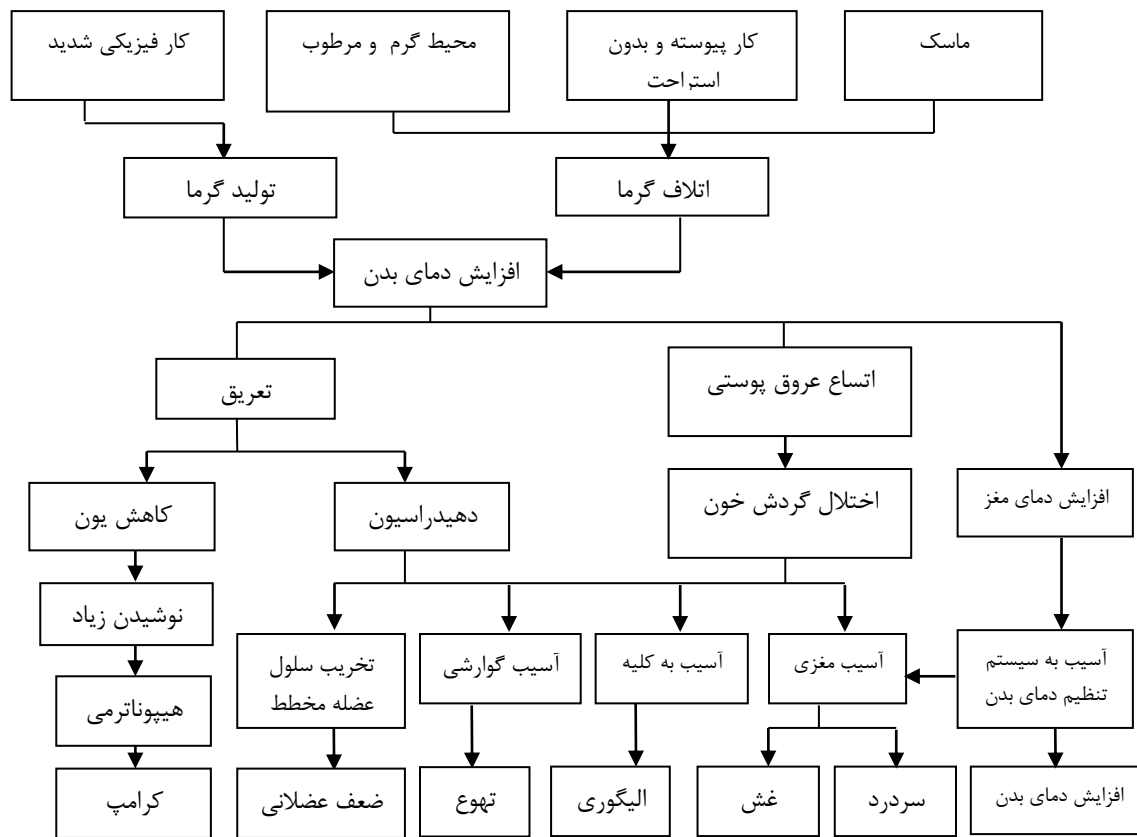 ماسک
کار پیوسته و بدون
استراحت
محیط گرم و مرطوب
کار فیزیکی شدید
اتلاف گرما
تولید گرما
افزایش دمای بدن
اتساع عروق پوستی
تعریق
افزایش دمای مغز
اختلال گردش خون
دهیدراسیون
کاهش یون
نوشیدن زیاد
آسیب به سیستم
تنظیم دمای بدن
آسیب مغزی
آسیب به کلیه
آسیب گوارشی
تخریب سلول
عضله مخطط
هیپوناترمی
افزایش دمای بدن
سردرد
غش
الیگوری
تهوع
ضعف عضلانی
کرامپ